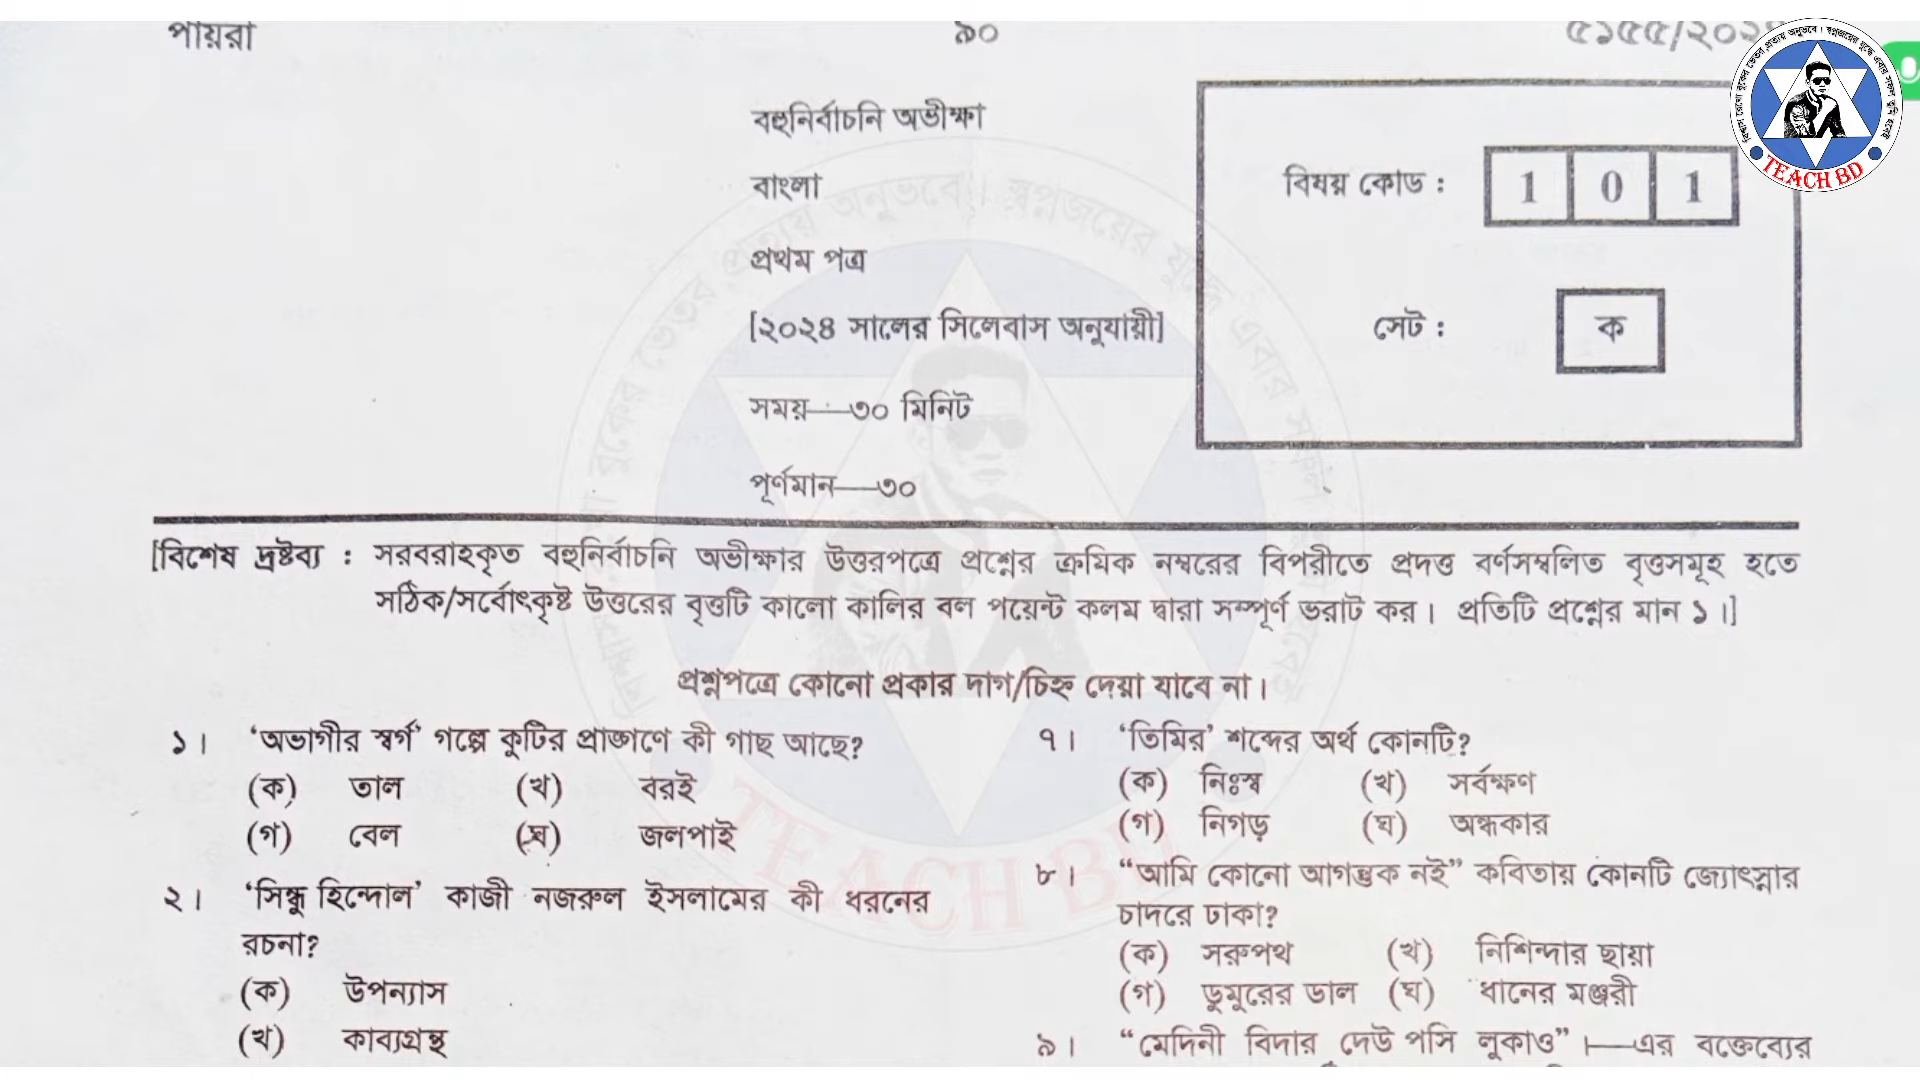 পায়রা
৯০
৫১৫৫/২০২
বহুনির্বাচনি অভীক্ষা
বাংলা
প্রথম পত্র
[২০২৪ সালের সিলেবাস অনুযায়ী]
সময়—৩০ মিনিট
পূর্ণমান—৩০
বিষয় কোড : 1 0 1
সেট : ক
TEACH BD
[বিশেষ দ্রষ্টব্য : সরবরাহকৃত বহুনির্বাচনি অভীক্ষার উত্তরপত্রে প্রশ্নের ক্রমিক নম্বরের বিপরীতে প্রদত্ত বর্ণসম্বলিত বৃত্তসমূহ হতে
সঠিক/সর্বোৎকৃষ্ট উত্তরের বৃত্তটি কালো কালির বল পয়েন্ট কলম দ্বারা সম্পূর্ণ ভরাট কর। প্রতিটি প্রশ্নের মান ১।]
প্রশ্নপত্রে কোনো প্রকার দাগ/চিহ্ন দেয়া যাবে না।
১। ‘অভাগীর স্বর্গ’ গল্পে কুটির প্রাঙ্গণে কী গাছ আছে?
(ক) তাল (খ) বরই
(গ) বেল (ঘ) জলপাই
২। ‘সিন্ধু হিন্দোল’ কাজী নজরুল ইসলামের কী ধরনের
রচনা?
(ক) উপন্যাস
(খ) কাব্যগ্রন্থ
৭। ‘তিমির’ শব্দের অর্থ কোনটি?
(ক) নিঃস্ব (খ) সর্বক্ষণ
(গ) নিগড় (ঘ) অন্ধকার
৮। “আমি কোনো আগন্তুক নই” কবিতায় কোনটি জ্যোৎস্নার
চাদরে ঢাকা?
(ক) সরুপথ (খ) নিশিন্দার ছায়া
(গ) ডুমুরের ডাল (ঘ) ধানের মঞ্জরী
৯। “মেদিনী বিদার দেউ পসি লুকাও”।—এর বক্তেব্যের
TEACH BD